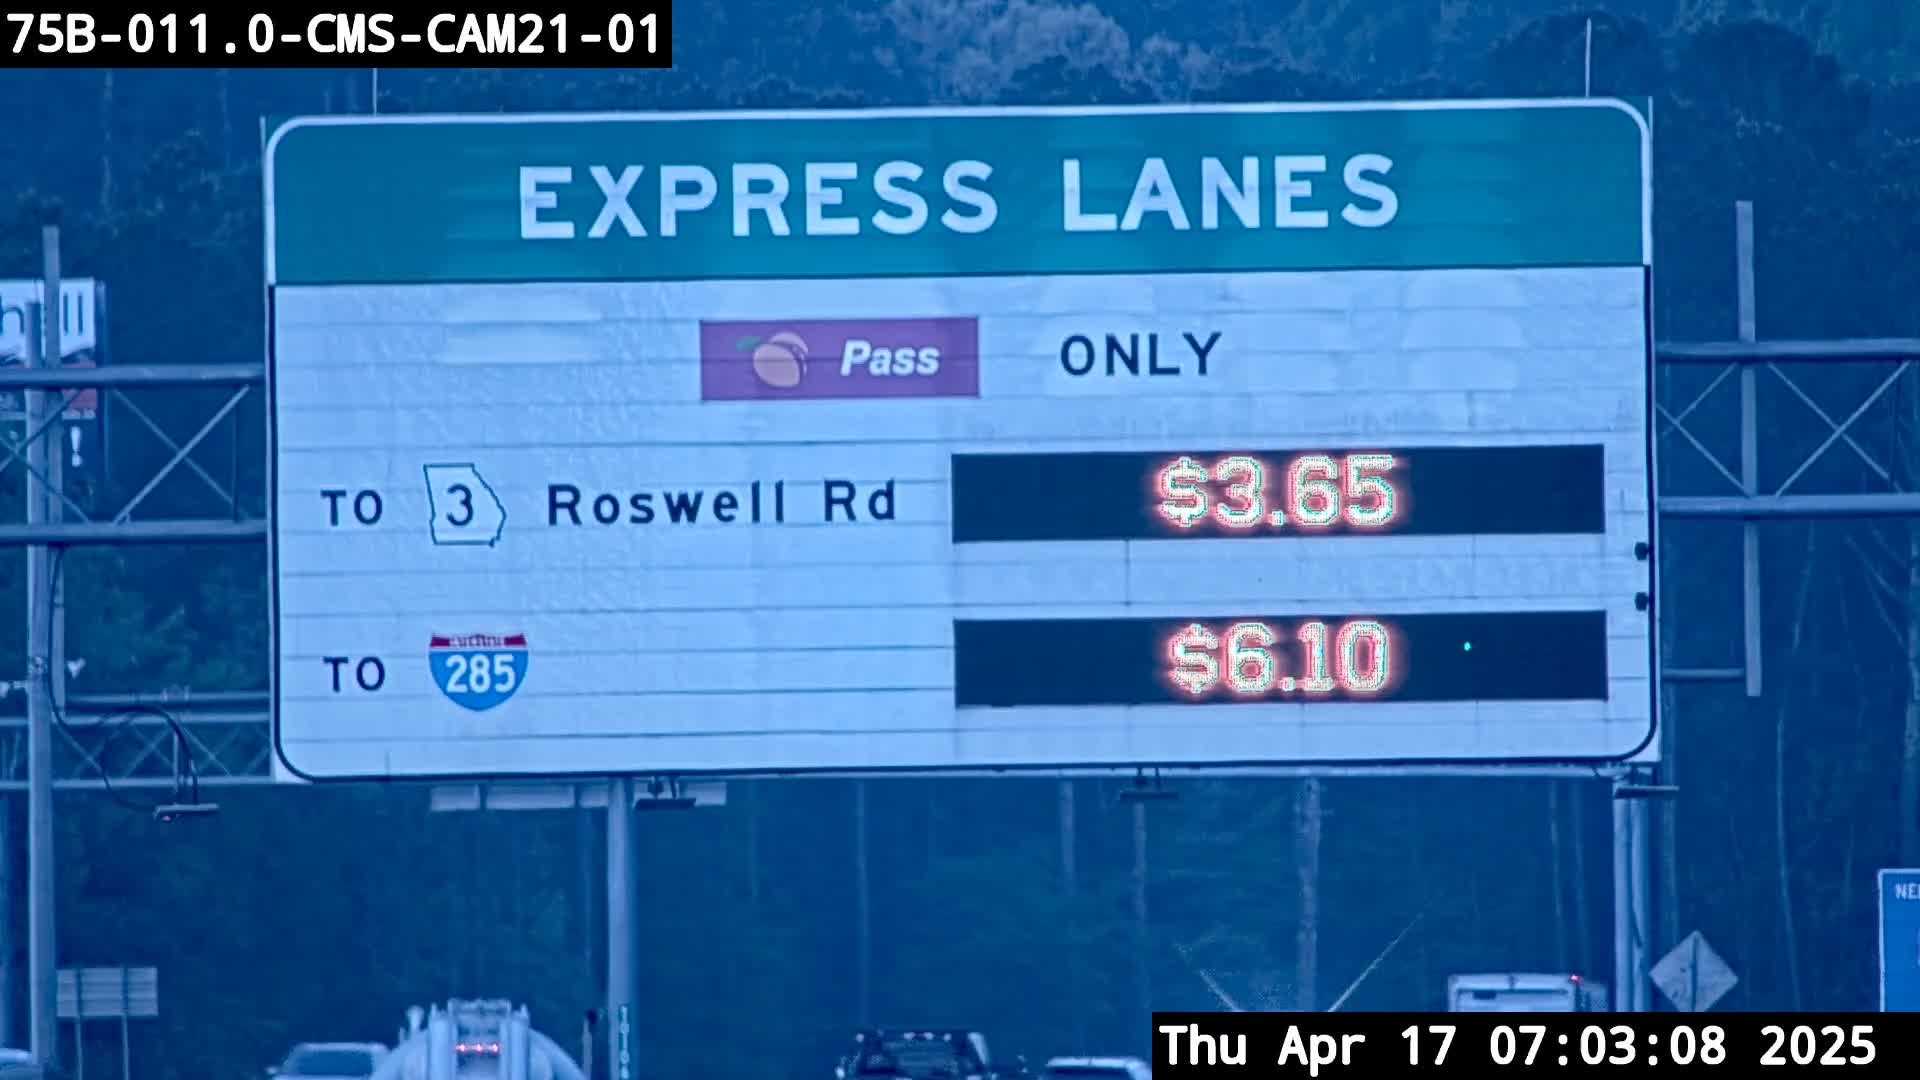 75B-011.0-CMS-CAM21-01
EXPRESS LANES
Pass ONLY
TO 3 Roswell Rd $3.65
TO 285 $6.10
Thu Apr 17 07:03:08 2025